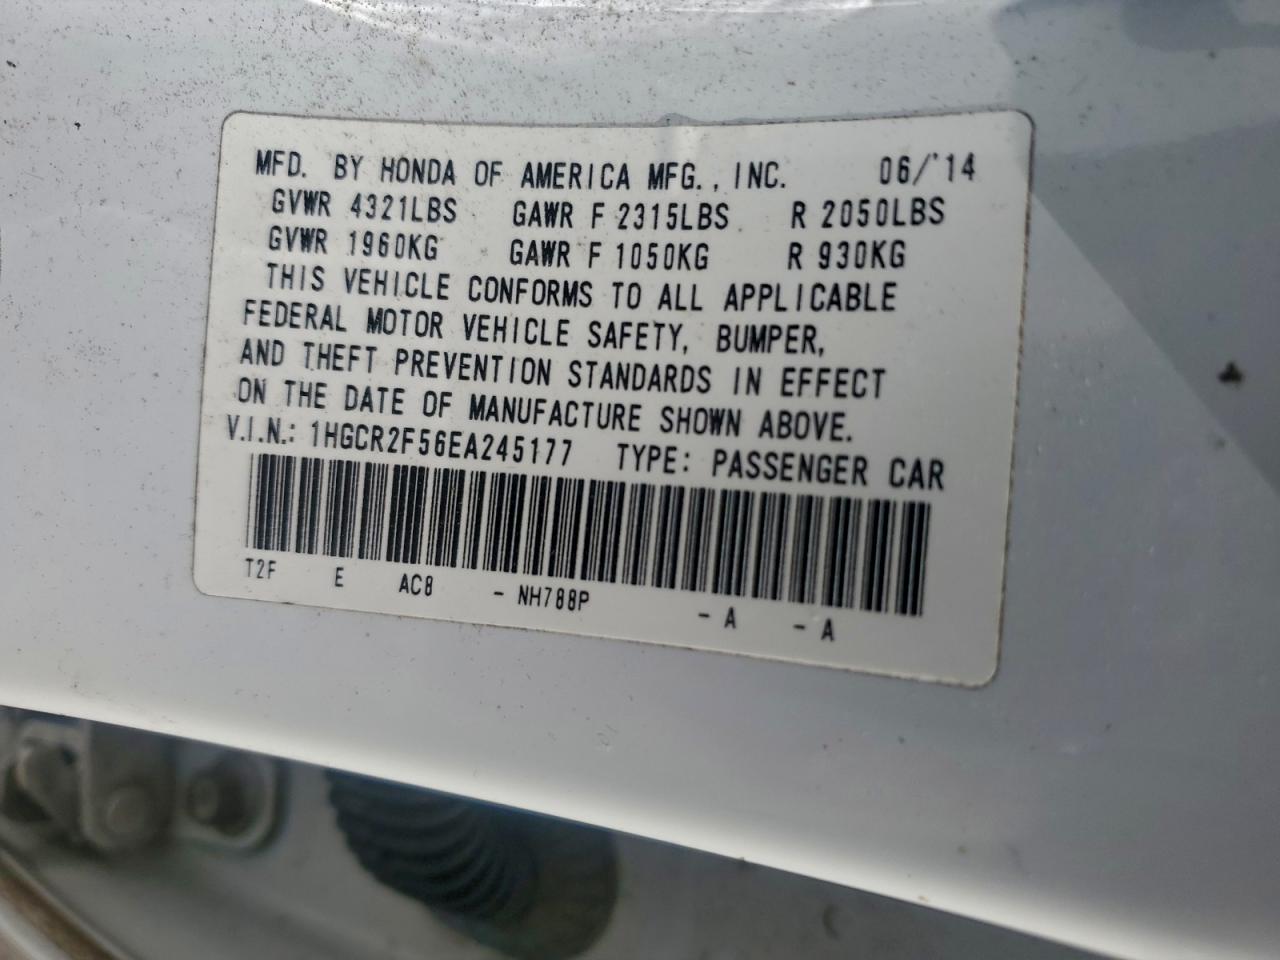 MFD. BY HONDA OF AMERICA MFG., INC. 06/'14
GVWR 4321LBS GAWR F 2315LBS R 2050LBS
GVWR 1960KG GAWR F 1050KG R 930KG
THIS VEHICLE CONFORMS TO ALL APPLICABLE
FEDERAL MOTOR VEHICLE SAFETY, BUMPER,
AND THEFT PREVENTION STANDARDS IN EFFECT
ON THE DATE OF MANUFACTURE SHOWN ABOVE.
V.I.N.: 1HGCR2F56EA245177 TYPE: PASSENGER CAR
T2F E AC8 - NH788P - A - A